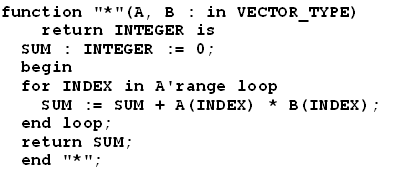 function "*"(A, B : in VECTOR_TYPE)
return INTEGER is
SUM : INTEGER := 0;
begin
for INDEX in A'range loop
SUM := SUM + A(INDEX) * B(INDEX);
end loop;
return SUM;
end "*";